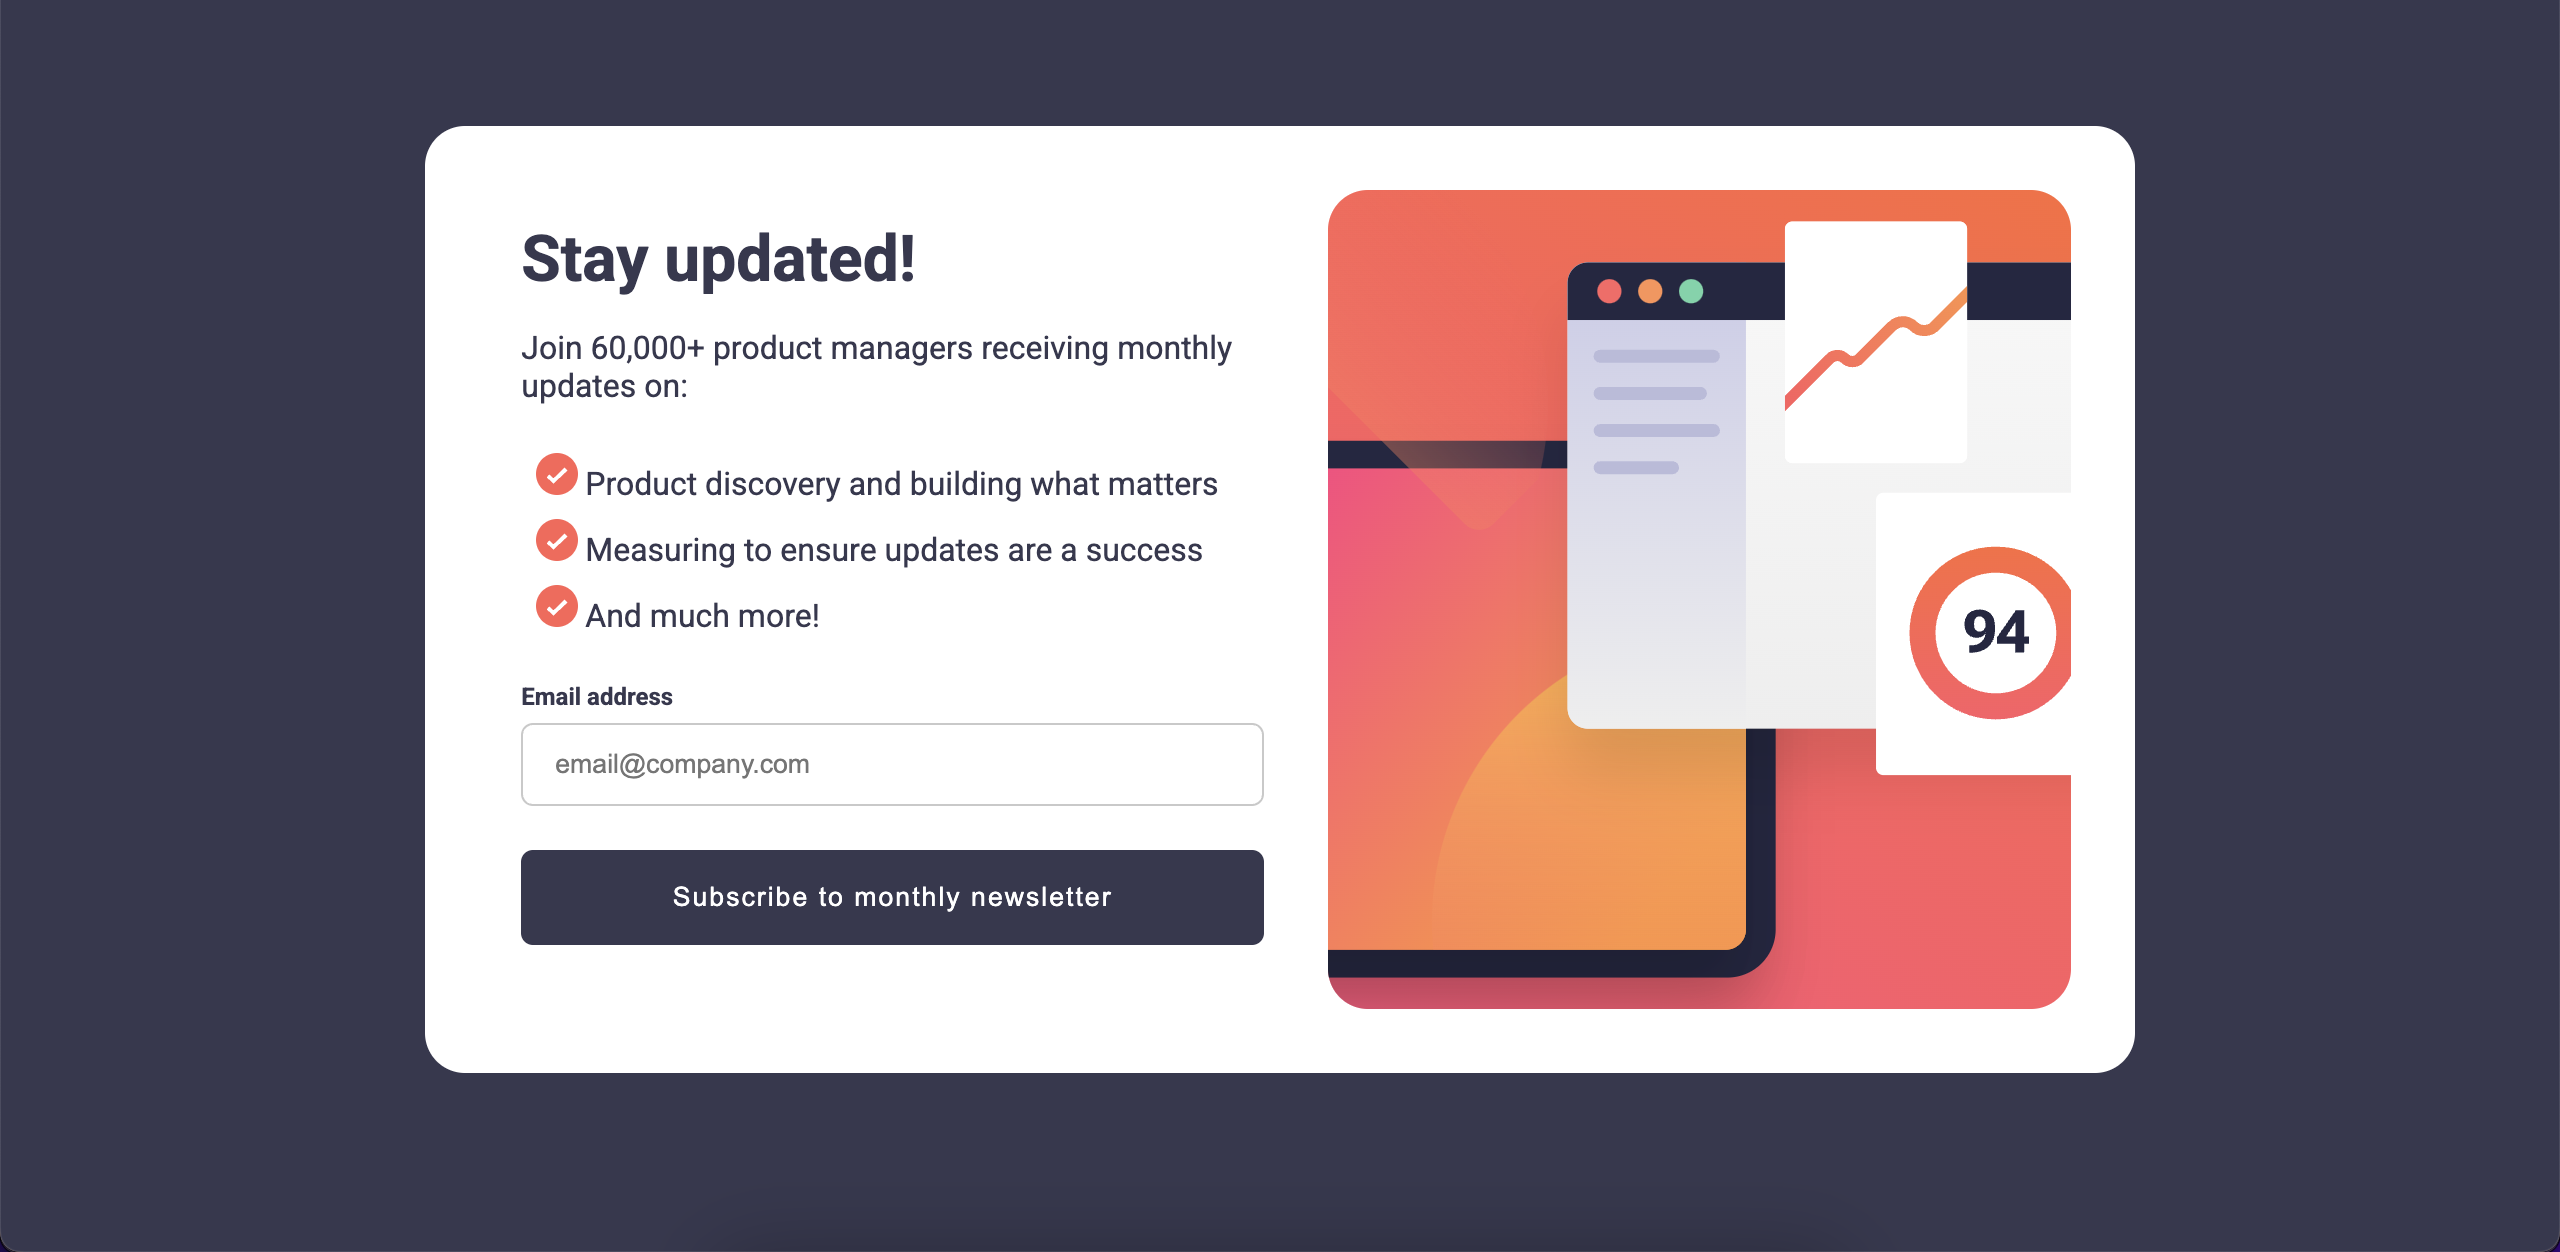 Stay updated!
Join 60,000+ product managers receiving monthly
updates on:
Product discovery and building what matters
Measuring to ensure updates are a success
And much more!
Email address
email@company.com
Subscribe to monthly newsletter
94